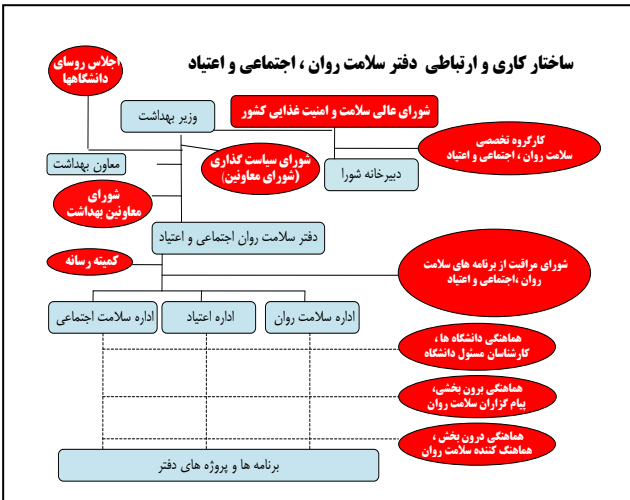 ساختار کاری و ارتباطی دفتر سلامت روان ، اجتماعی و اعتیاد
اجلاس روسای
دانشگاهها
وزیر بهداشت
شورای عالی سلامت و امنیت غذایی کشور
کارگروه تخصصی
سلامت روان ، اجتماعی و اعتیاد
معاون بهداشت
شورای سیاست گذاری
(شورای معاونین)
دبیرخانه شورا
شورای
معاونین بهداشت
دفتر سلامت روان اجتماعی و اعتیاد
کمیته رسانه
شورای مراقبت از برنامه های سلامت
روان ،اجتماعی و اعتیاد
اداره سلامت روان
اداره اعتیاد
اداره سلامت اجتماعی
هماهنگی دانشگاه ها ،
کارشناسان مسئول دانشگاه
هماهنگی برون بخشی،
پیام گزاران سلامت روان
هماهنگی درون بخش ،
هماهنگ کننده سلامت روان
برنامه ها و پروژه های دفتر